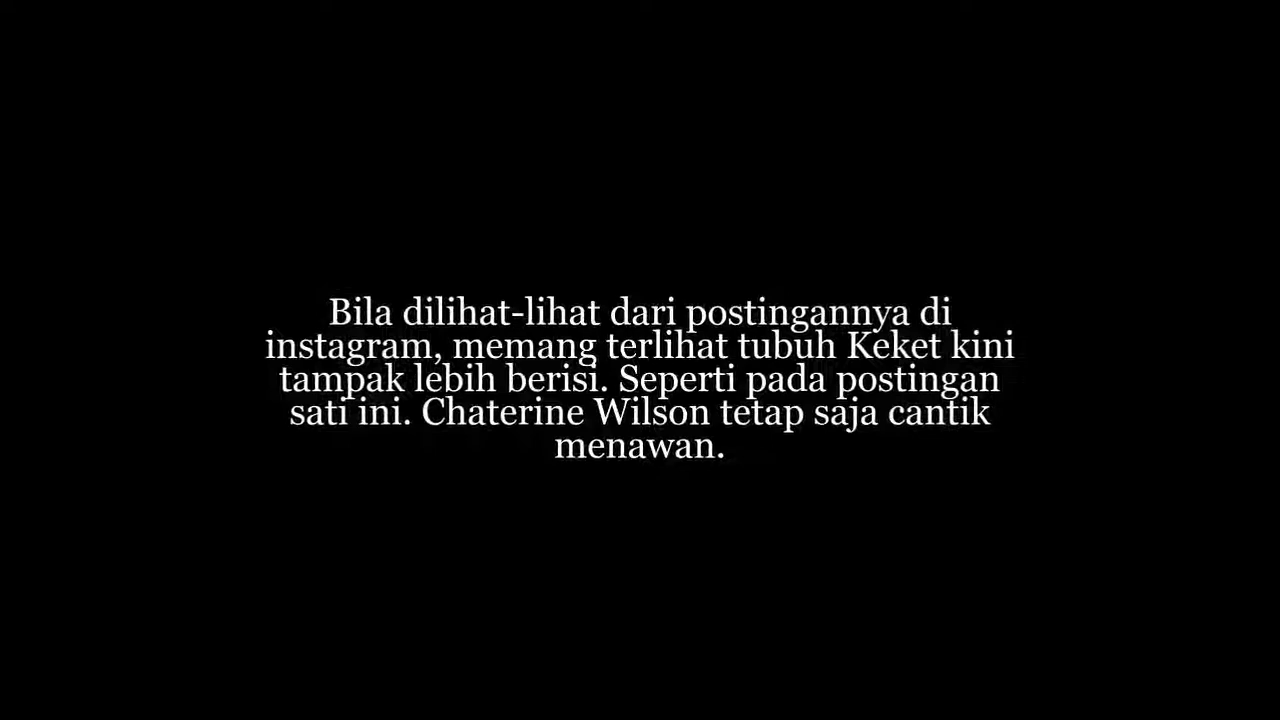 Bila dilihat-lihat dari postingannya di
instagram, memang terlihat tubuh Keket kini
tampak lebih berisi. Seperti pada postingan
sati ini. Chaterine Wilson tetap saja cantik
menawan.